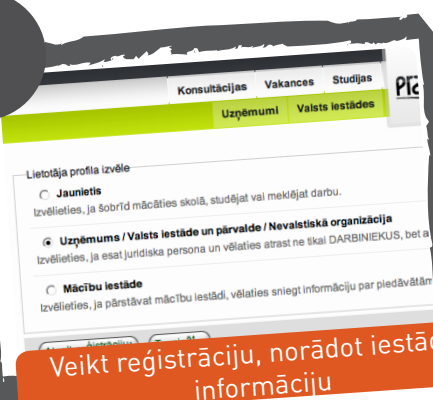 Konsultācijas Vakances Studijas
Uzņēmumi Valsts iestādes
Lietotāja profila izvēle
Jaunietis
Izvēlieties, ja šobrīd mācāties skolā, studējat vai meklējat darbu.
Uzņēmums / Valsts iestāde un pārvalde / Nevalstiskā organizācija
Izvēlieties, ja esat juridiska persona un vēlaties atrast ne tikai DARBINIEKUS, bet a
Mācību iestāde
Izvēlieties, ja pārstāvat mācību iestādi, vēlaties sniegt informāciju par piedāvātām
Veikt reģistrāciju, norādot iestād
informāciju